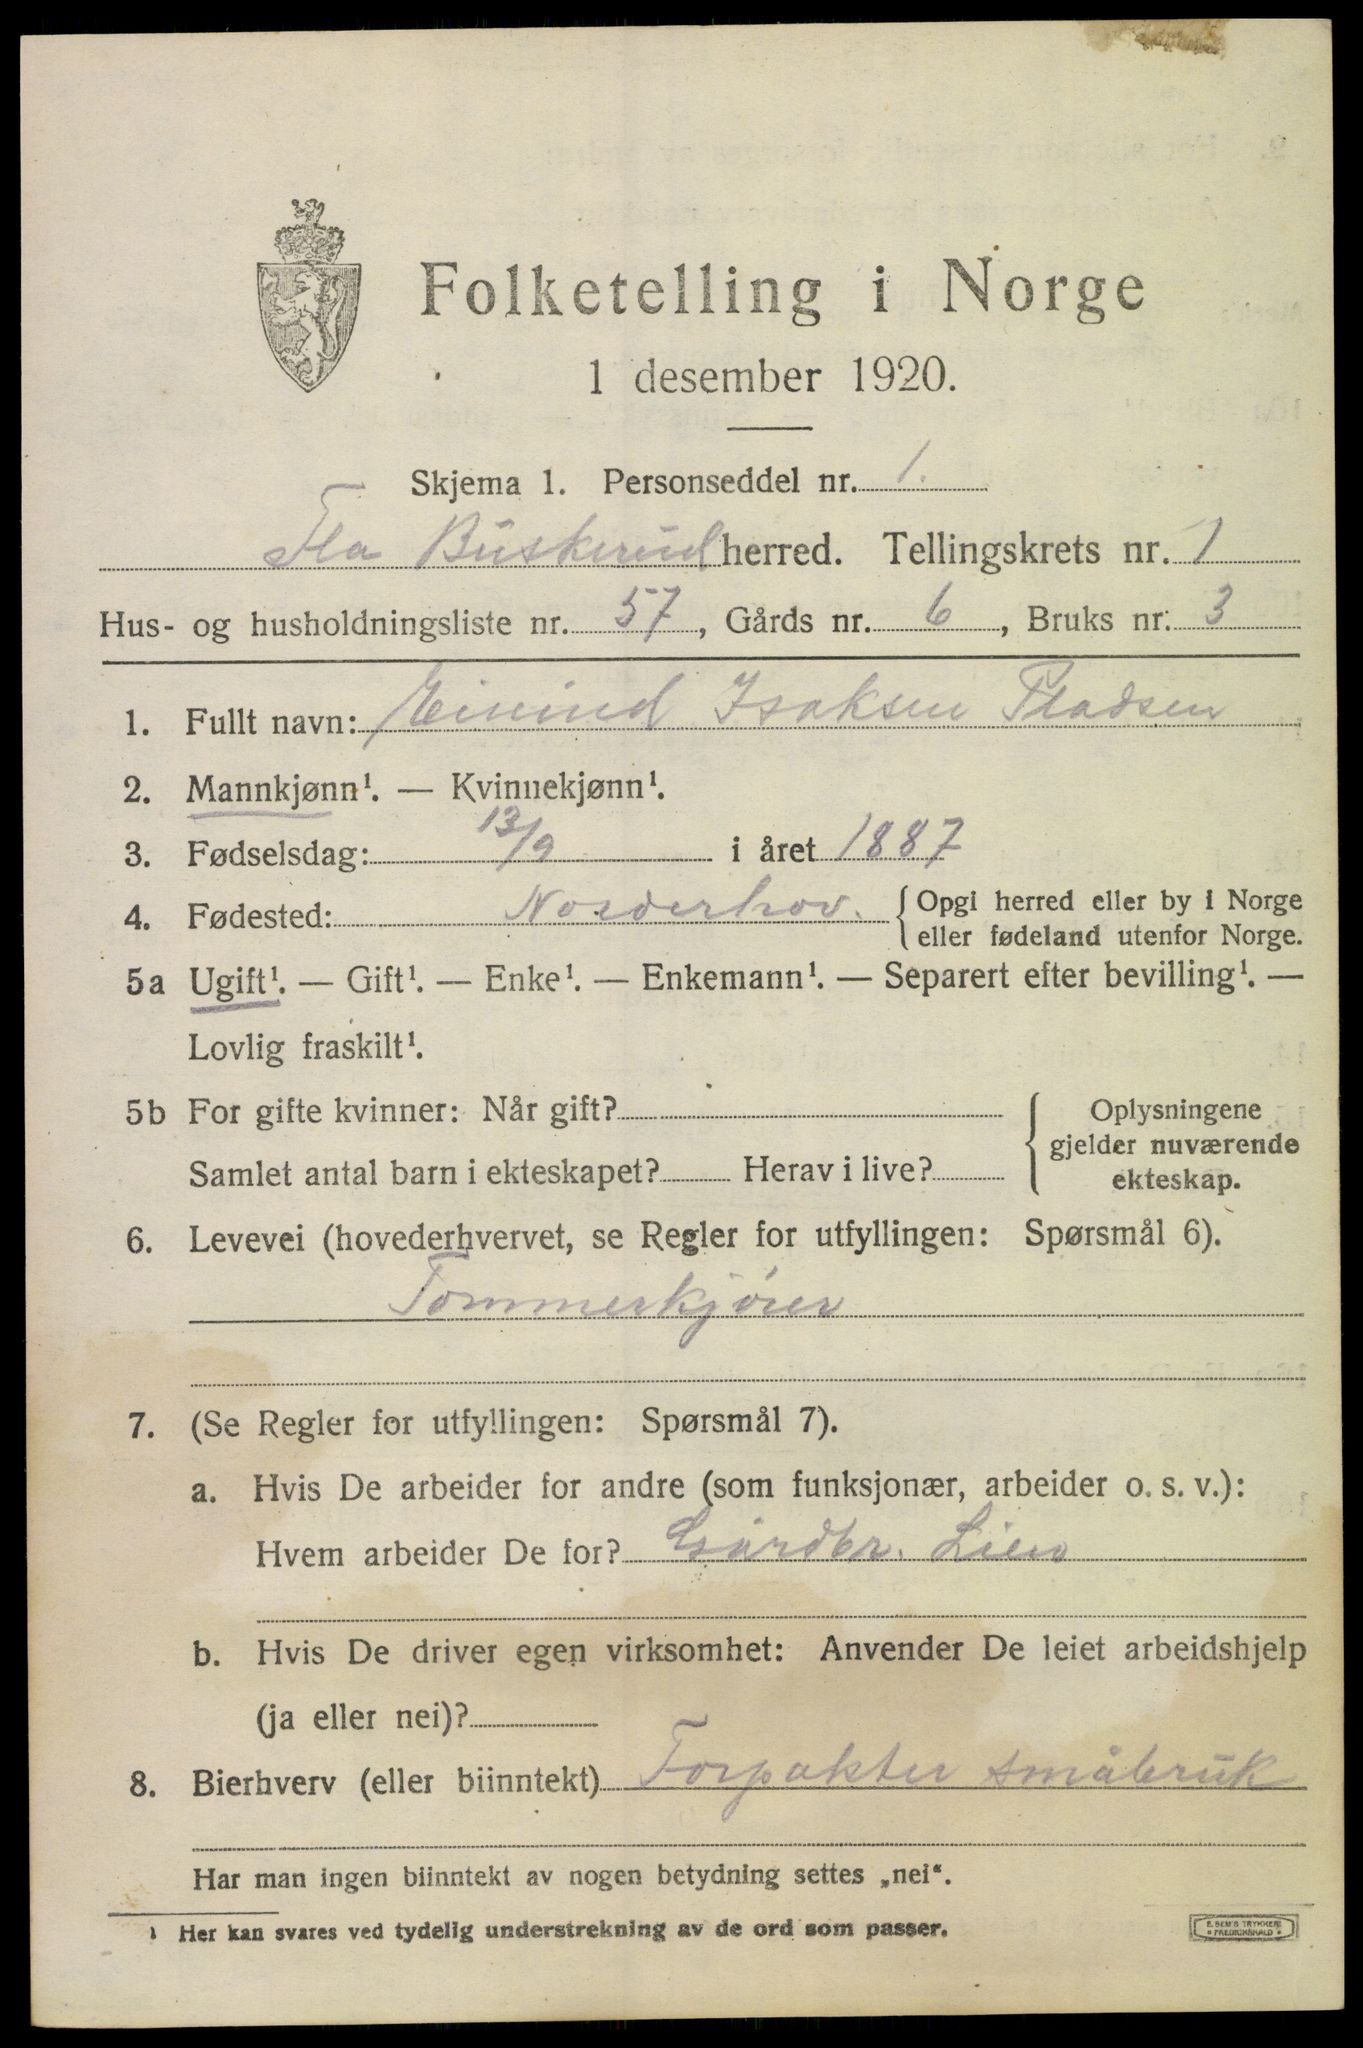 Folketelling i Norge
1 desember 1920.
Skjema 1. Personseddel nr. 1.
Fla Buskerud herred. Tellingskrets nr. 1
Hus- og husholdningsliste nr. 57, Gårds nr. 6, Bruks nr. 3
1. Fullt navn: Eivind Isaksen Pladsen
2. Mannkjønn¹. — Kvinnekjønn¹.
3. Fødselsdag: 13/9 i året 1887
4. Fødested: Norderhov. { Opgi herred eller by i Norge
eller fødeland utenfor Norge.
5a Ugift¹. — Gift¹. — Enke¹. — Enkemann¹. — Separert efter bevilling¹. —
Lovlig fraskilt¹.
5b For gifte kvinner: Når gift?
Samlet antal barn i ekteskapet? Herav i live?
Oplysningene
gjelder nuværende
ekteskap.
6. Levevei (hovederhvervet, se Regler for utfyllingen: Spørsmål 6).
Tømmerkjører
7. (Se Regler for utfyllingen: Spørsmål 7).
a. Hvis De arbeider for andre (som funksjonær, arbeider o. s. v.):
Hvem arbeider De for? Gårdbr. Lien
b. Hvis De driver egen virksomhet: Anvender De leiet arbeidshjelp
(ja eller nei)?
8. Bierhverv (eller biinntekt) Forpakter småbruk
Har man ingen biinntekt av nogen betydning settes „nei“.
¹ Her kan svares ved tydelig understrekning av de ord som passer.
E. SEM'S TRYKKERI
* FREDRIKSHALD *